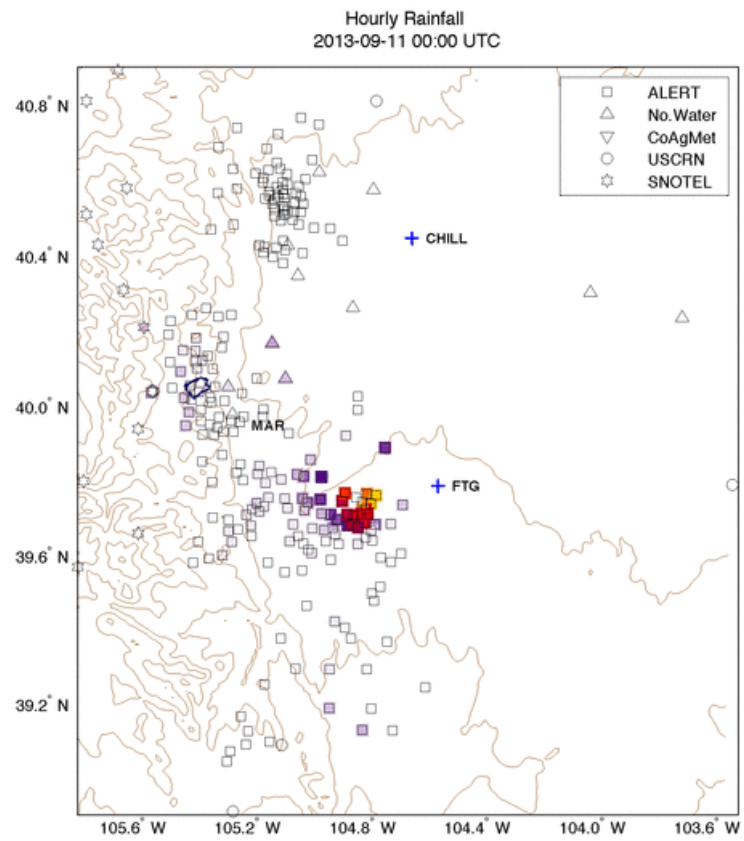 Hourly Rainfall
2013-09-11 00:00 UTC
ALERT
No.Water
CoAgMet
USCRN
SNOTEL
40.8° N
40.4° N
40.0° N
39.6° N
39.2° N
CHILL
MAR
FTG
105.6° W 105.2° W 104.8° W 104.4° W 104.0° W 103.6° W